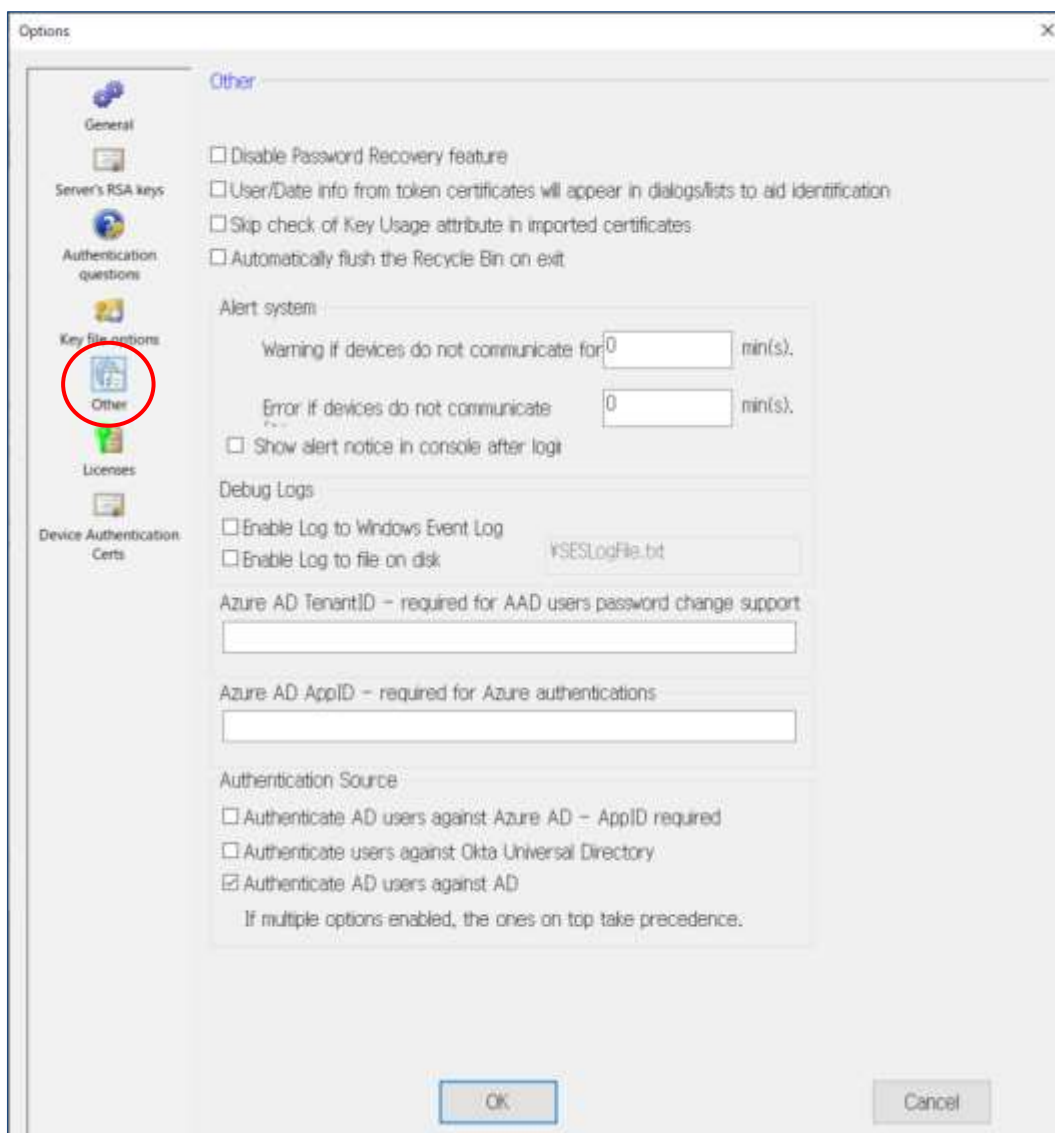 Options
General
Server's RSA keys
Authentication
questions
Key file options
Other
Licenses
Device Authentication
Certs
Other
Disable Password Recovery feature
User/Date info from token certificates will appear in dialogs/lists to aid identification
Skip check of Key Usage attribute in imported certificates
Automatically flush the Recycle Bin on exit
Alert system
Warning if devices do not communicate for 0 min(s).
Error if devices do not communicate 0 min(s).
Show alert notice in console after logi
Debug Logs
Enable Log to Windows Event Log
Enable Log to file on disk ¥SESLogFile.txt
Azure AD TenantID - required for AAD users password change support
Azure AD AppID - required for Azure authentications
Authentication Source
Authenticate AD users against Azure AD - AppID required
Authenticate users against Okta Universal Directory
Authenticate AD users against AD
If multiple options enabled, the ones on top take precedence.
OK Cancel